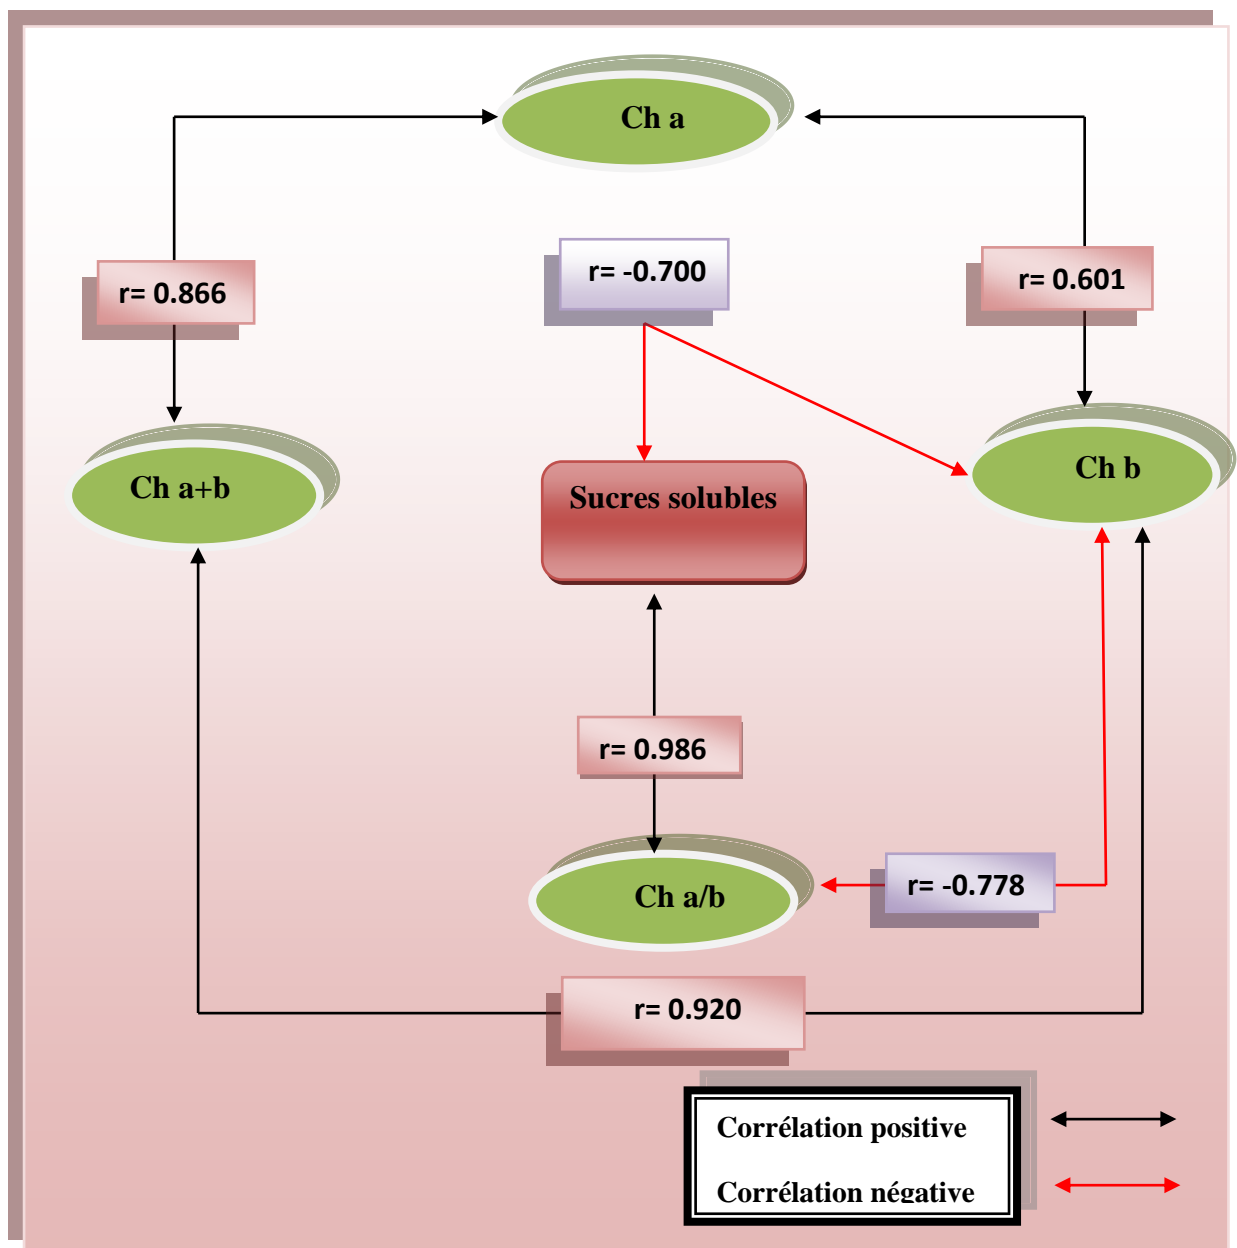 Ch a
r= -0.700
r= 0.866
r= 0.601
Ch a+b
Sucres solubles
Ch b
r= 0.986
Ch a/b
r= -0.778
r= 0.920
Corrélation positive
Corrélation négative